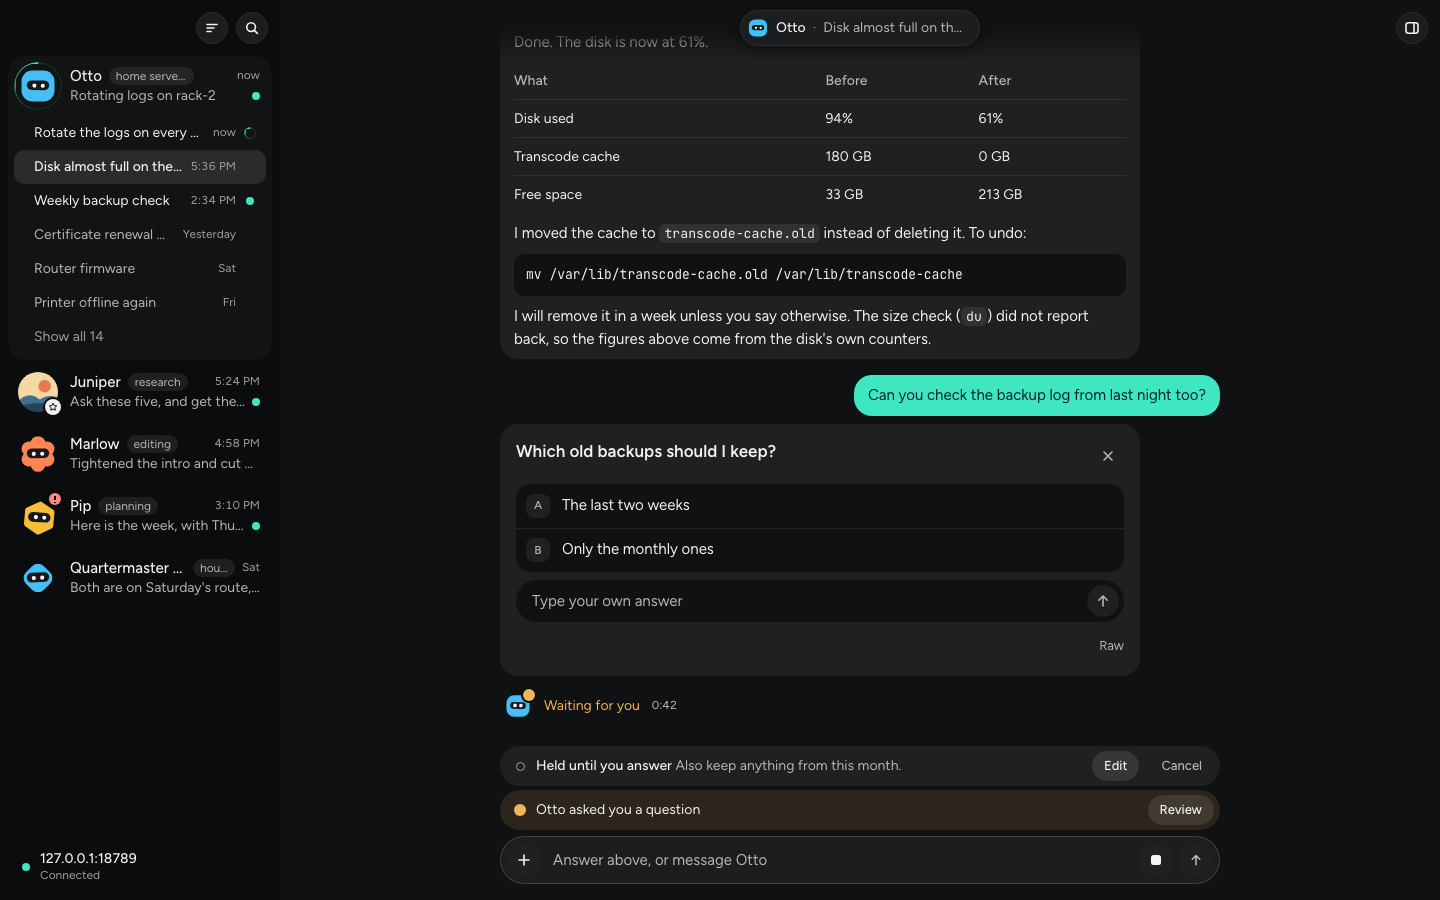 Otto home serve... now
Rotating logs on rack-2
Rotate the logs on every ... now
Disk almost full on the... 5:36 PM
Weekly backup check 2:34 PM
Certificate renewal ... Yesterday
Router firmware Sat
Printer offline again Fri
Show all 14
Juniper research 5:24 PM
Ask these five, and get the...
Marlow editing 4:58 PM
Tightened the intro and cut ...
Pip planning 3:10 PM
Here is the week, with Thu...
Quartermaster ... hou... Sat
Both are on Saturday's route,...
127.0.0.1:18789
Connected
Otto · Disk almost full on th...
Done. The disk is now at 61%.
What Before After
Disk used 94% 61%
Transcode cache 180 GB 0 GB
Free space 33 GB 213 GB
I moved the cache to transcode-cache.old instead of deleting it. To undo:
mv /var/lib/transcode-cache.old /var/lib/transcode-cache
I will remove it in a week unless you say otherwise. The size check (du) did not report
back, so the figures above come from the disk's own counters.
Can you check the backup log from last night too?
Which old backups should I keep?
A The last two weeks
B Only the monthly ones
Type your own answer
Raw
Waiting for you 0:42
Held until you answer Also keep anything from this month. Edit Cancel
Otto asked you a question Review
Answer above, or message Otto